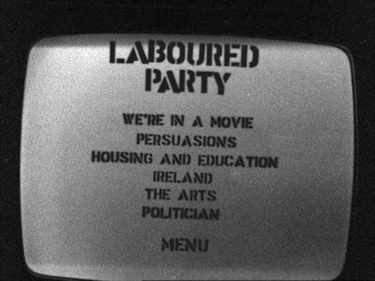 LABOURED
PARTY
WE'RE IN A MOVIE
PERSUASIONS
HOUSING AND EDUCATION
IRELAND
THE ARTS
POLITICIAN
MENU